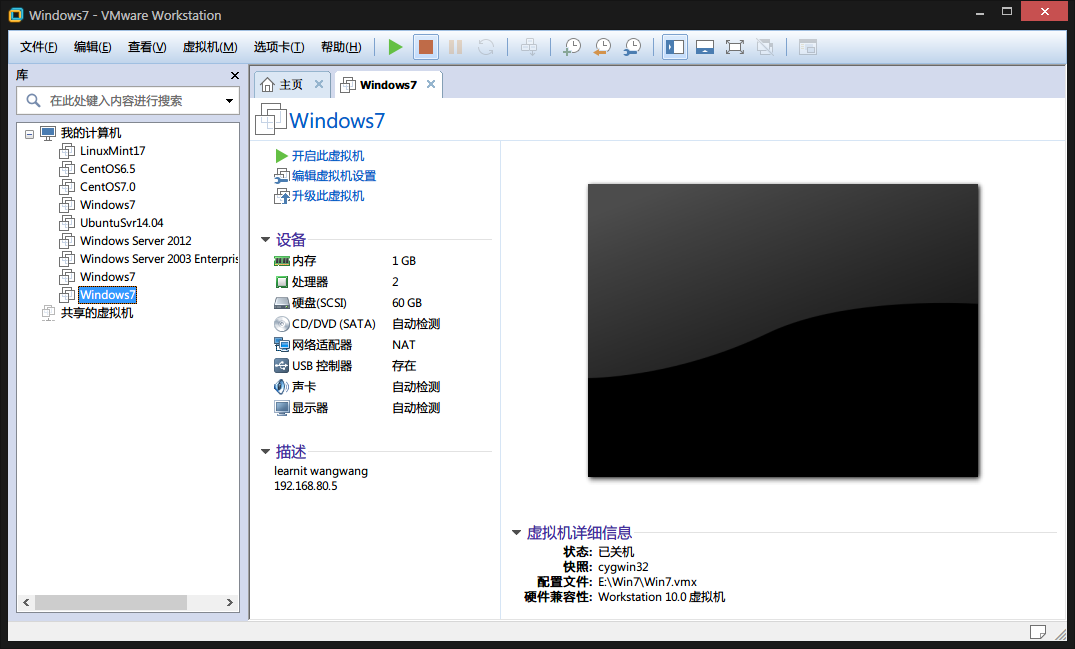 Windows7 - VMware Workstation
文件(F) 编辑(E) 查看(V) 虚拟机(M) 选项卡(T) 帮助(H)
库
在此处键入内容进行搜索
我的计算机
LinuxMint17
CentOS6.5
CentOS7.0
Windows7
UbuntuSvr14.04
Windows Server 2012
Windows Server 2003 Enterpris
Windows7
Windows7
共享的虚拟机
主页 Windows7
Windows7
开启此虚拟机
编辑虚拟机设置
升级此虚拟机
设备
内存 1 GB
处理器 2
硬盘(SCSI) 60 GB
CD/DVD (SATA) 自动检测
网络适配器 NAT
USB 控制器 存在
声卡 自动检测
显示器 自动检测
描述
learnit wangwang
192.168.80.5
虚拟机详细信息
状态: 已关机
快照: cygwin32
配置文件: E:\Win7\Win7.vmx
硬件兼容性: Workstation 10.0 虚拟机